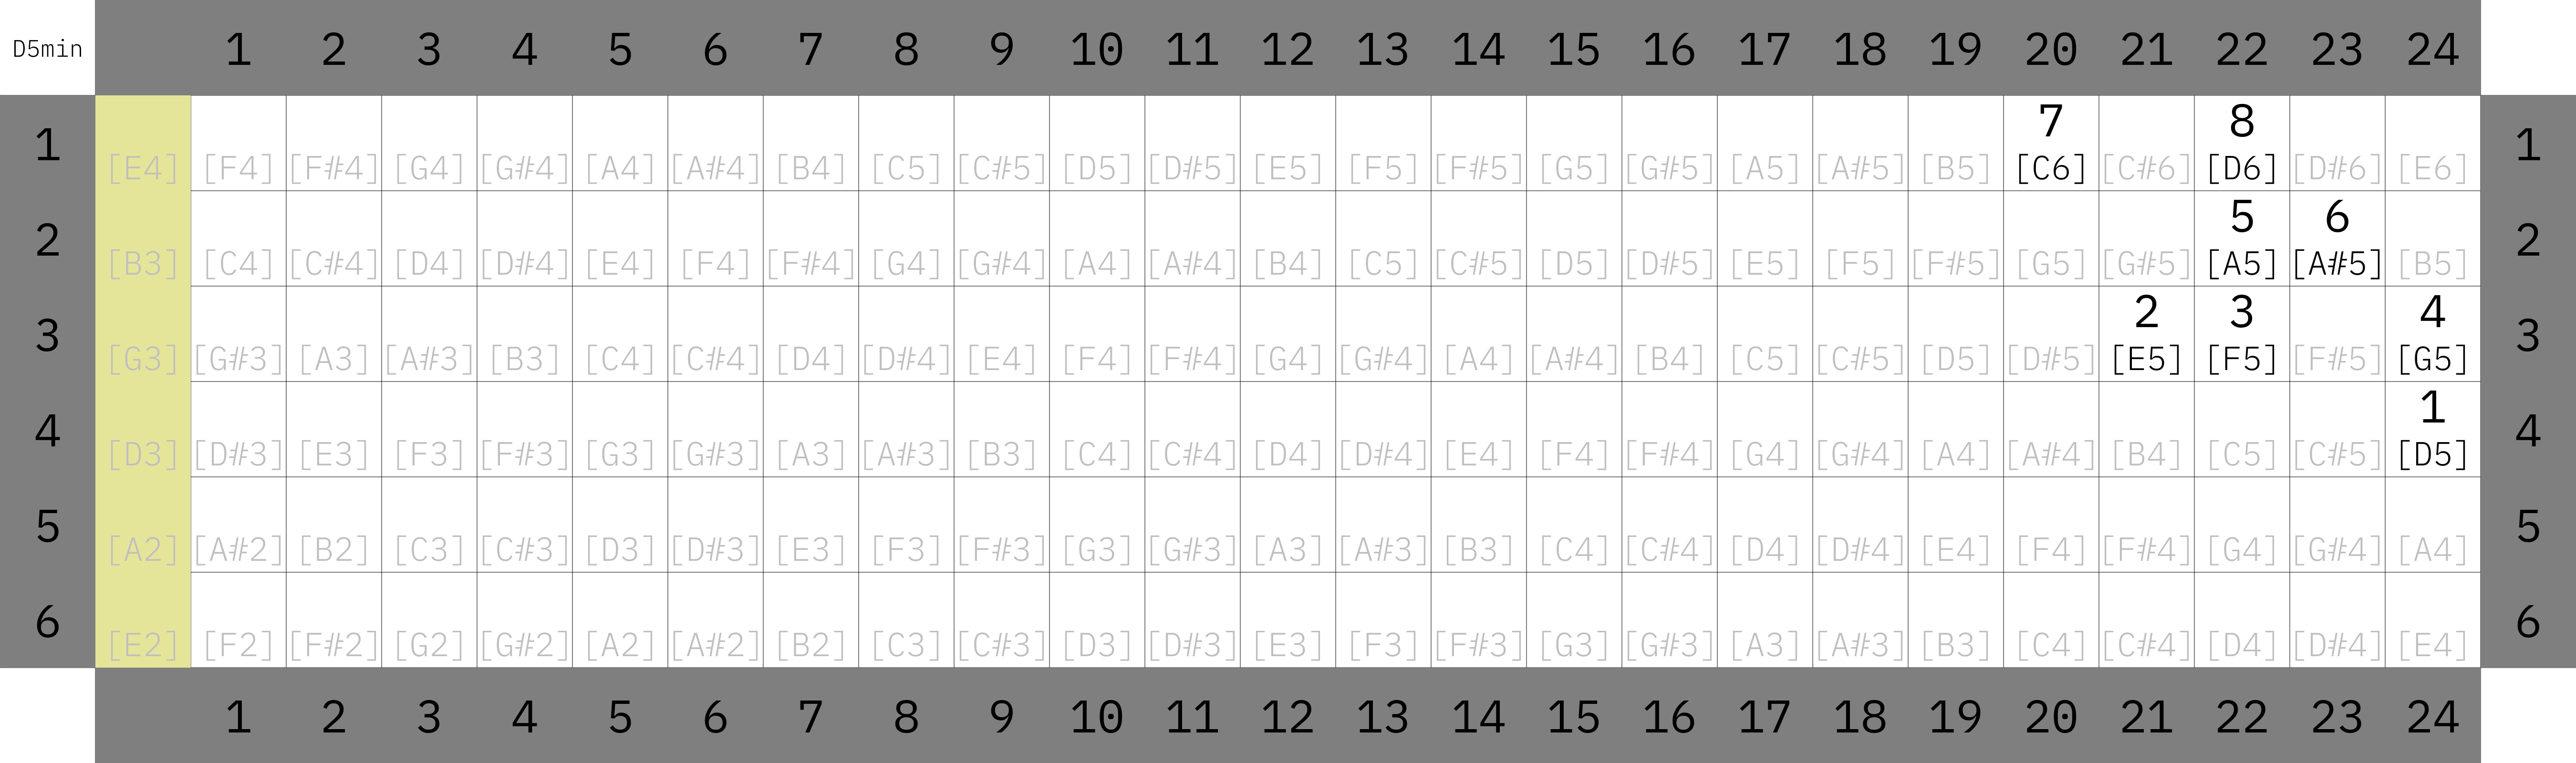 D5min 1 2 3 4 5 6 7 8 9 10 11 12 13 14 15 16 17 18 19 20 21 22 23 24
7 8
1 [E4] [F4] [F#4] [G4] [G#4] [A4] [A#4] [B4] [C5] [C#5] [D5] [D#5] [E5] [F5] [F#5] [G5] [G#5] [A5] [A#5] [B5] [C6] [C#6] [D6] [D#6] [E6] 1
5 6
2 [B3] [C4] [C#4] [D4] [D#4] [E4] [F4] [F#4] [G4] [G#4] [A4] [A#4] [B4] [C5] [C#5] [D5] [D#5] [E5] [F5] [F#5] [G5] [G#5] [A5] [A#5] [B5] 2
2 3 4
3 [G3] [G#3] [A3] [A#3] [B3] [C4] [C#4] [D4] [D#4] [E4] [F4] [F#4] [G4] [G#4] [A4] [A#4] [B4] [C5] [C#5] [D5] [D#5] [E5] [F5] [F#5] [G5] 3
1
4 [D3] [D#3] [E3] [F3] [F#3] [G3] [G#3] [A3] [A#3] [B3] [C4] [C#4] [D4] [D#4] [E4] [F4] [F#4] [G4] [G#4] [A4] [A#4] [B4] [C5] [C#5] [D5] 4
5 [A2] [A#2] [B2] [C3] [C#3] [D3] [D#3] [E3] [F3] [F#3] [G3] [G#3] [A3] [A#3] [B3] [C4] [C#4] [D4] [D#4] [E4] [F4] [F#4] [G4] [G#4] [A4] 5
6 [E2] [F2] [F#2] [G2] [G#2] [A2] [A#2] [B2] [C3] [C#3] [D3] [D#3] [E3] [F3] [F#3] [G3] [G#3] [A3] [A#3] [B3] [C4] [C#4] [D4] [D#4] [E4] 6
1 2 3 4 5 6 7 8 9 10 11 12 13 14 15 16 17 18 19 20 21 22 23 24